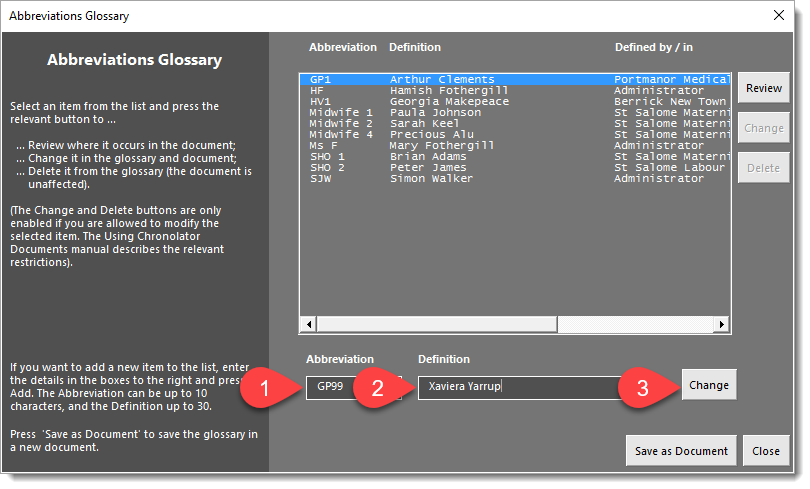 Abbreviations Glossary
Abbreviations Glossary
Select an item from the list and press the
relevant button to ...
... Review where it occurs in the document;
... Change it in the glossary and document;
... Delete it from the glossary (the document is
unaffected).
(The Change and Delete buttons are only
enabled if you are allowed to modify the
selected item. The Using Chronolator
Documents manual describes the relevant
restrictions).
If you want to add a new item to the list, enter
the details in the boxes to the right and press
Add. The Abbreviation can be up to 10
characters, and the Definition up to 30.
Press 'Save as Document' to save the glossary in
a new document.
Abbreviation Definition Defined by / in
GP1 Arthur Clements Portmanor Medical
HF Hamish Fothergill Administrator
HV1 Georgia Makepeace Berrick New Town
Midwife 1 Paula Johnson St Salome Materni
Midwife 2 Sarah Keel St Salome Materni
Midwife 4 Precious Alu St Salome Materni
Ms F Mary Fothergill Administrator
SHO 1 Brian Adams St Salome Materni
SHO 2 Peter James St Salome Labour
SJW Simon Walker Administrator
Review
Change
Delete
Abbreviation Definition
1 GP99 2 Xaviera Yarrup 3 Change
Save as Document Close